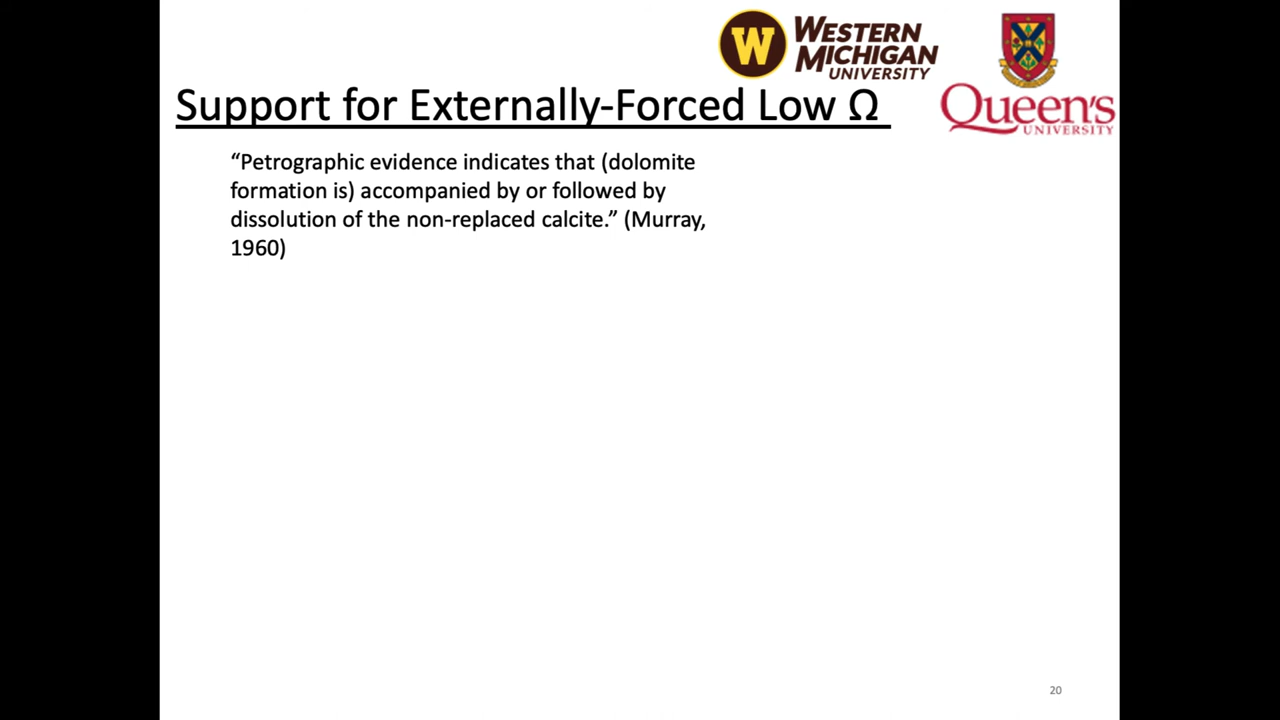 W WESTERN
MICHIGAN
UNIVERSITY
Queen's
UNIVERSITY
Support for Externally-Forced Low Ω
“Petrographic evidence indicates that (dolomite
formation is) accompanied by or followed by
dissolution of the non-replaced calcite.” (Murray,
1960)
20